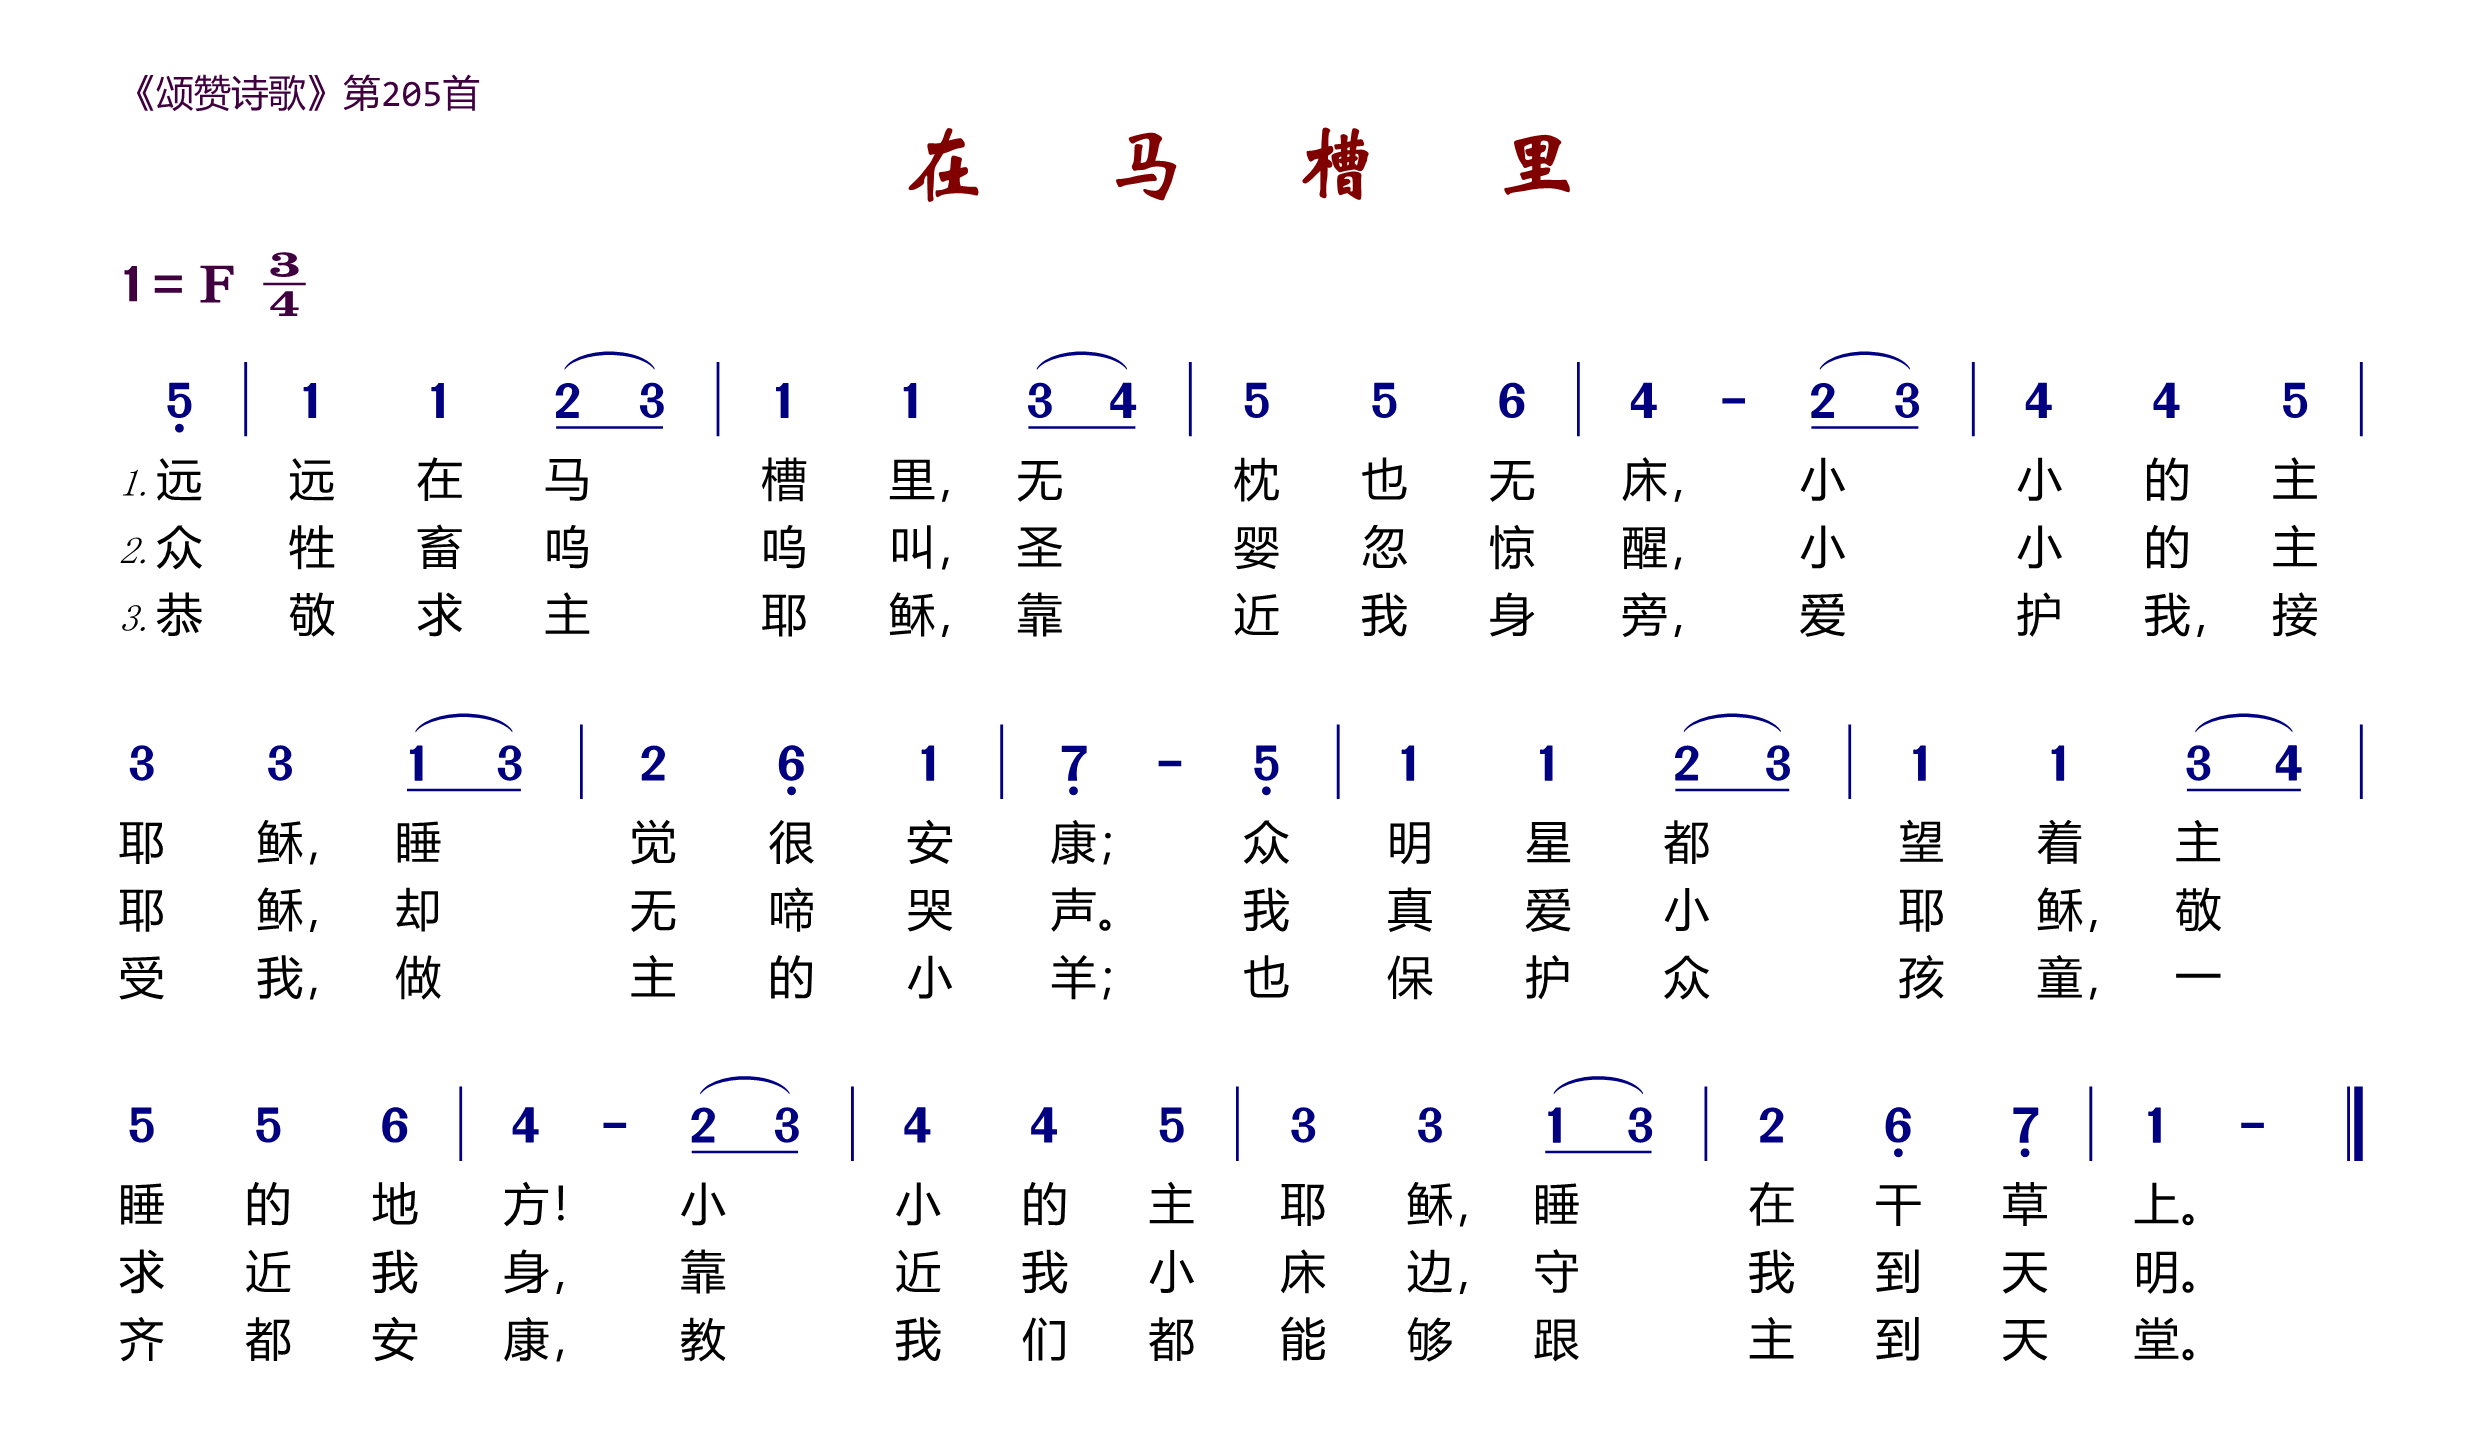 《颂赞诗歌》第205首
在 马 槽 里
1= F 3/4
5̣ | 1 1 2 3 | 1 1 3 4 | 5 5 6 | 4 - 2 3 | 4 4 5 |
1.远 远 在 马 槽 里, 无 枕 也 无 床, 小 小 的 主
2.众 牲 畜 呜 呜 叫, 圣 婴 忽 惊 醒, 小 小 的 主
3.恭 敬 求 主 耶 稣, 靠 近 我 身 旁, 爱 护 我, 接
3 3 1 3 | 2 6̣ 1 | 7̣ - 5̣ | 1 1 2 3 | 1 1 3 4 |
耶 稣, 睡 觉 很 安 康; 众 明 星 都 望 着 主
耶 稣, 却 无 啼 哭 声。 我 真 爱 小 耶 稣, 敬
受 我, 做 主 的 小 羊; 也 保 护 众 孩 童, 一
5 5 6 | 4 - 2 3 | 4 4 5 | 3 3 1 3 | 2 6̣ 7̣ | 1 - ‖
睡 的 地 方! 小 小 的 主 耶 稣, 睡 在 干 草 上。
求 近 我 身, 靠 近 我 小 床 边, 守 我 到 天 明。
齐 都 安 康, 教 我 们 都 能 够 跟 主 到 天 堂。